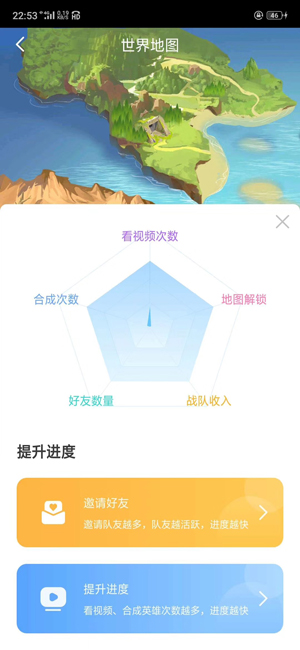 22:53 0.19 KB/S HD 46
世界地图
看视频次数
合成次数 地图解锁
好友数量 战队收入
提升进度
邀请好友
邀请队友越多，队友越活跃，进度越快
提升进度
看视频、合成英雄次数越多，进度越快